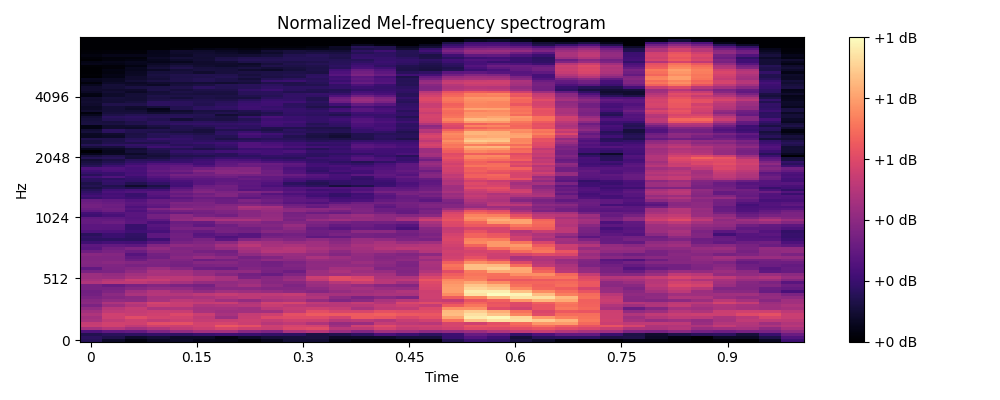 Normalized Mel-frequency spectrogram
Hz
4096
2048
1024
512
0
0 0.15 0.3 0.45 0.6 0.75 0.9
Time
+1 dB
+1 dB
+1 dB
+0 dB
+0 dB
+0 dB